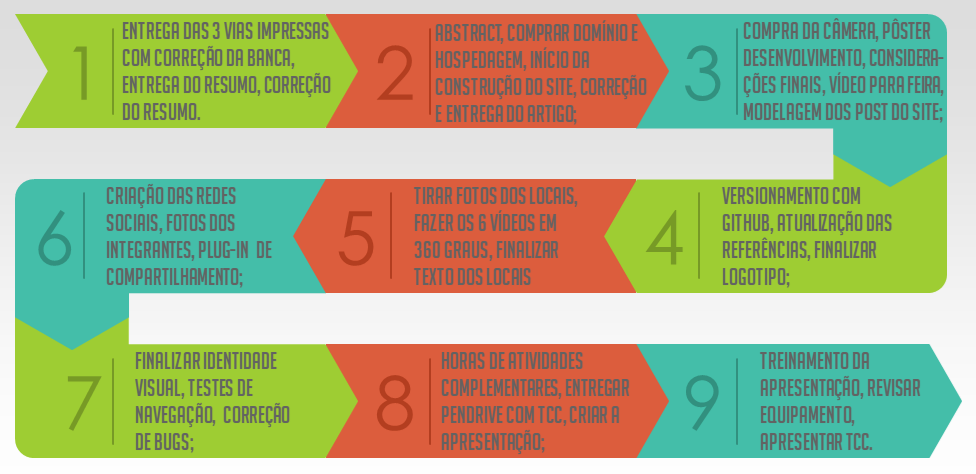 1
ENTREGA DAS 3 VIAS IMPRESSAS
COM CORREÇÃO DA BANCA,
ENTREGA DO RESUMO, CORREÇÃO
DO RESUMO.
2
ABSTRACT, COMPRAR DOMÍNIO E
HOSPEDAGEM, INÍCIO DA
CONSTRUÇÃO DO SITE, CORREÇÃO
E ENTREGA DO ARTIGO;
3
COMPRA DA CÂMERA, PÔSTER
DESENVOLVIMENTO, CONSIDERA-
ÇÕES FINAIS, VÍDEO PARA FEIRA,
MODELAGEM DOS POST DO SITE;
4
VERSIONAMENTO COM
GITHUB, ATUALIZAÇÃO DAS
REFERÊNCIAS, FINALIZAR
LOGOTIPO;
5
TIRAR FOTOS DOS LOCAIS,
FAZER OS 6 VÍDEOS EM
360 GRAUS, FINALIZAR
TEXTO DOS LOCAIS
6
CRIAÇÃO DAS REDES
SOCIAIS, FOTOS DOS
INTEGRANTES, PLUG-IN DE
COMPARTILHAMENTO;
7
FINALIZAR IDENTIDADE
VISUAL, TESTES DE
NAVEGAÇÃO, CORREÇÃO
DE BUGS;
8
HORAS DE ATIVIDADES
COMPLEMENTARES, ENTREGAR
PENDRIVE COM TCC, CRIAR A
APRESENTAÇÃO;
9
TREINAMENTO DA
APRESENTAÇÃO, REVISAR
EQUIPAMENTO,
APRESENTAR TCC.